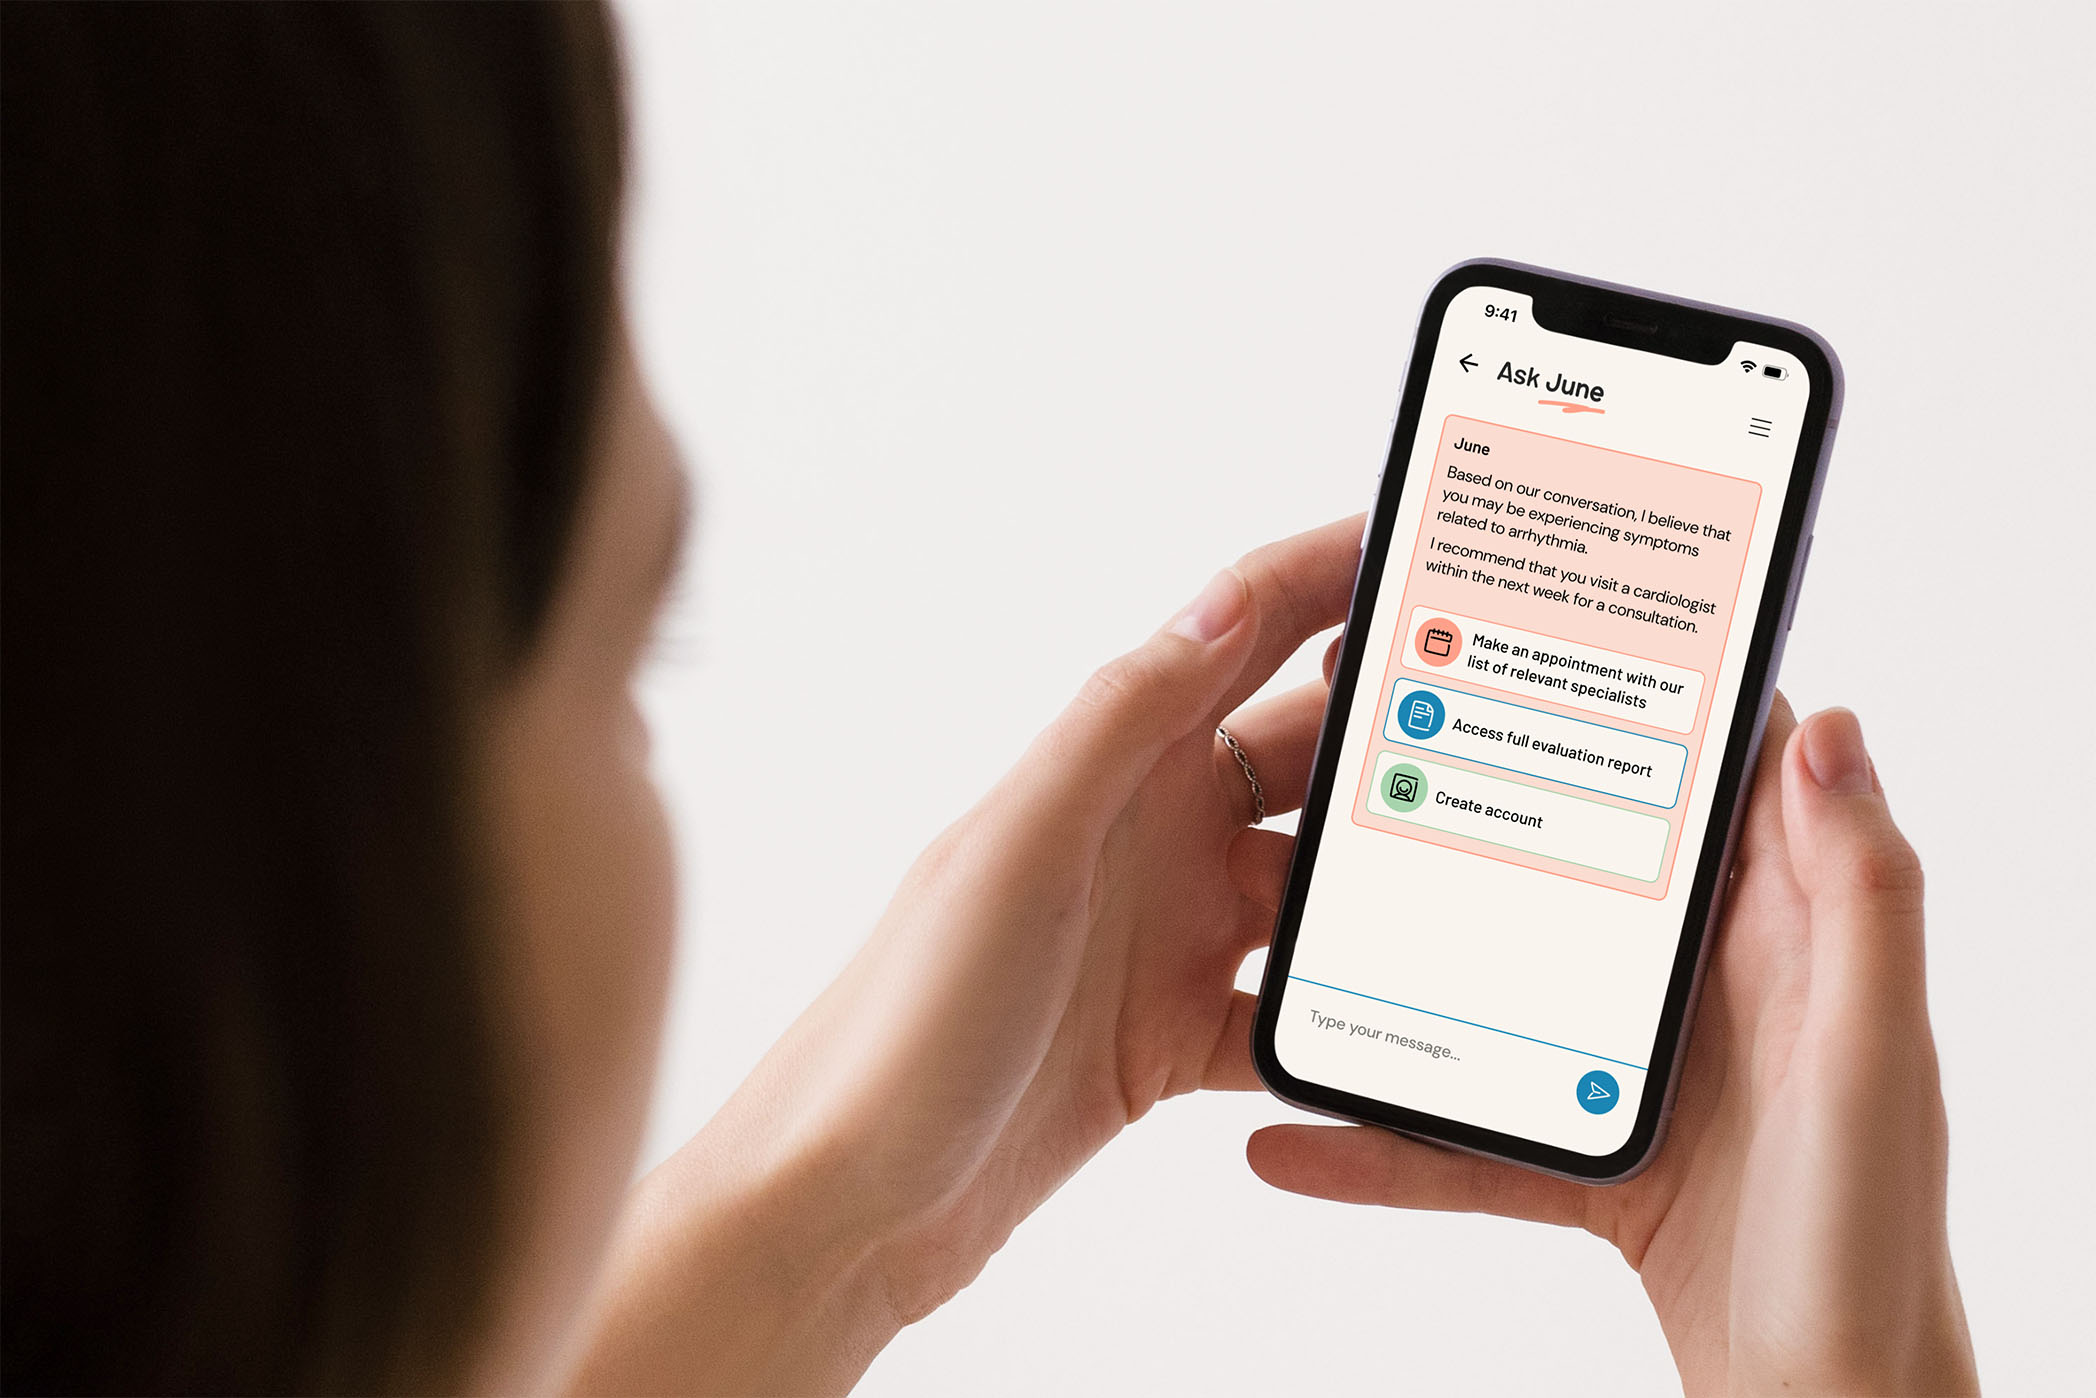 9:41
Ask June
June
Based on our conversation, I believe that
you may be experiencing symptoms
related to arrhythmia.
I recommend that you visit a cardiologist
within the next week for a consultation.
Make an appointment with our
list of relevant specialists
Access full evaluation report
Create account
Type your message...